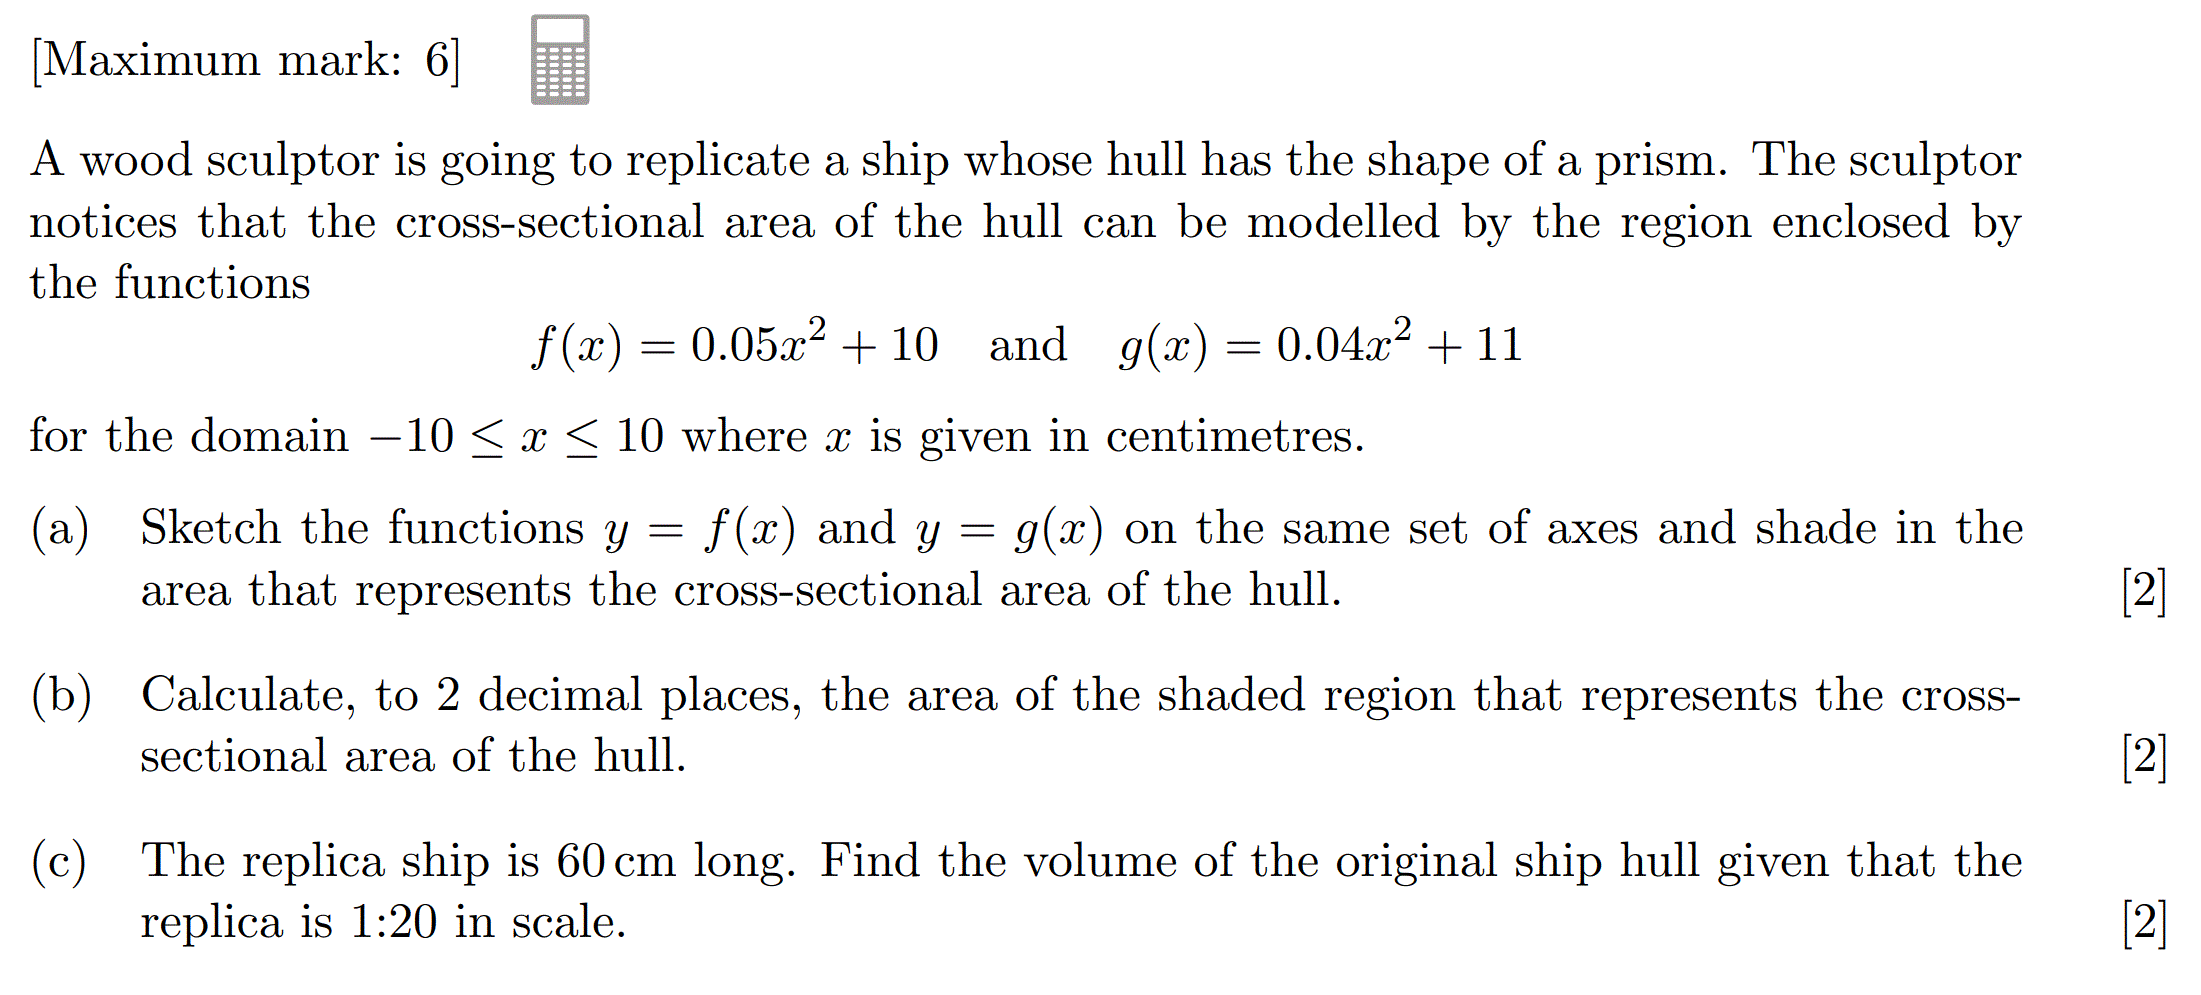 [Maximum mark: 6]
A wood sculptor is going to replicate a ship whose hull has the shape of a prism. The sculptor
notices that the cross-sectional area of the hull can be modelled by the region enclosed by
the functions
f(x) = 0.05x² + 10 and g(x) = 0.04x² + 11
for the domain −10 ≤ x ≤ 10 where x is given in centimetres.
(a) Sketch the functions y = f(x) and y = g(x) on the same set of axes and shade in the
area that represents the cross-sectional area of the hull. [2]
(b) Calculate, to 2 decimal places, the area of the shaded region that represents the cross-
sectional area of the hull. [2]
(c) The replica ship is 60 cm long. Find the volume of the original ship hull given that the
replica is 1:20 in scale. [2]